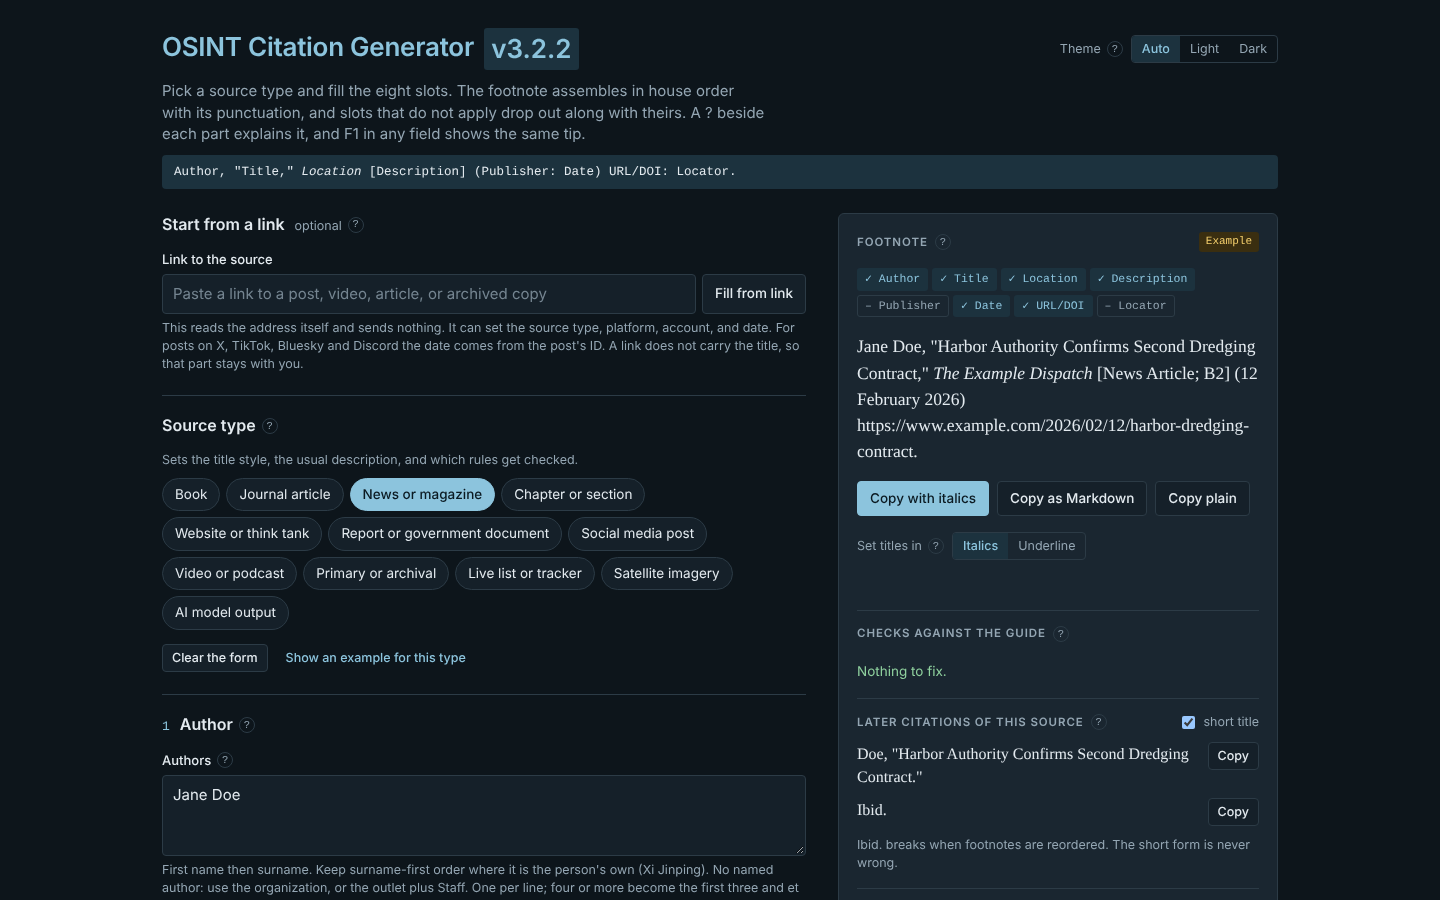 OSINT Citation Generator v3.2.2
Theme ? Auto Light Dark
Pick a source type and fill the eight slots. The footnote assembles in house order
with its punctuation, and slots that do not apply drop out along with theirs. A ? beside
each part explains it, and F1 in any field shows the same tip.
Author, "Title," Location [Description] (Publisher: Date) URL/DOI: Locator.
Start from a link optional ?
Link to the source
Paste a link to a post, video, article, or archived copy
Fill from link
This reads the address itself and sends nothing. It can set the source type, platform, account, and date. For
posts on X, TikTok, Bluesky and Discord the date comes from the post's ID. A link does not carry the title, so
that part stays with you.
Source type ?
Sets the title style, the usual description, and which rules get checked.
Book Journal article News or magazine Chapter or section
Website or think tank Report or government document Social media post
Video or podcast Primary or archival Live list or tracker Satellite imagery
AI model output
Clear the form Show an example for this type
1 Author ?
Authors ?
Jane Doe
First name then surname. Keep surname-first order where it is the person's own (Xi Jinping). No named
author: use the organization, or the outlet plus Staff. One per line; four or more become the first three and et
FOOTNOTE ? Example
✓ Author ✓ Title ✓ Location ✓ Description
– Publisher ✓ Date ✓ URL/DOI – Locator
Jane Doe, "Harbor Authority Confirms Second Dredging
Contract," The Example Dispatch [News Article; B2] (12
February 2026)
https://www.example.com/2026/02/12/harbor-dredging-
contract.
Copy with italics Copy as Markdown Copy plain
Set titles in ? Italics Underline
CHECKS AGAINST THE GUIDE ?
Nothing to fix.
LATER CITATIONS OF THIS SOURCE ? short title
Doe, "Harbor Authority Confirms Second Dredging
Contract."
Copy
Ibid.
Copy
Ibid. breaks when footnotes are reordered. The short form is never
wrong.